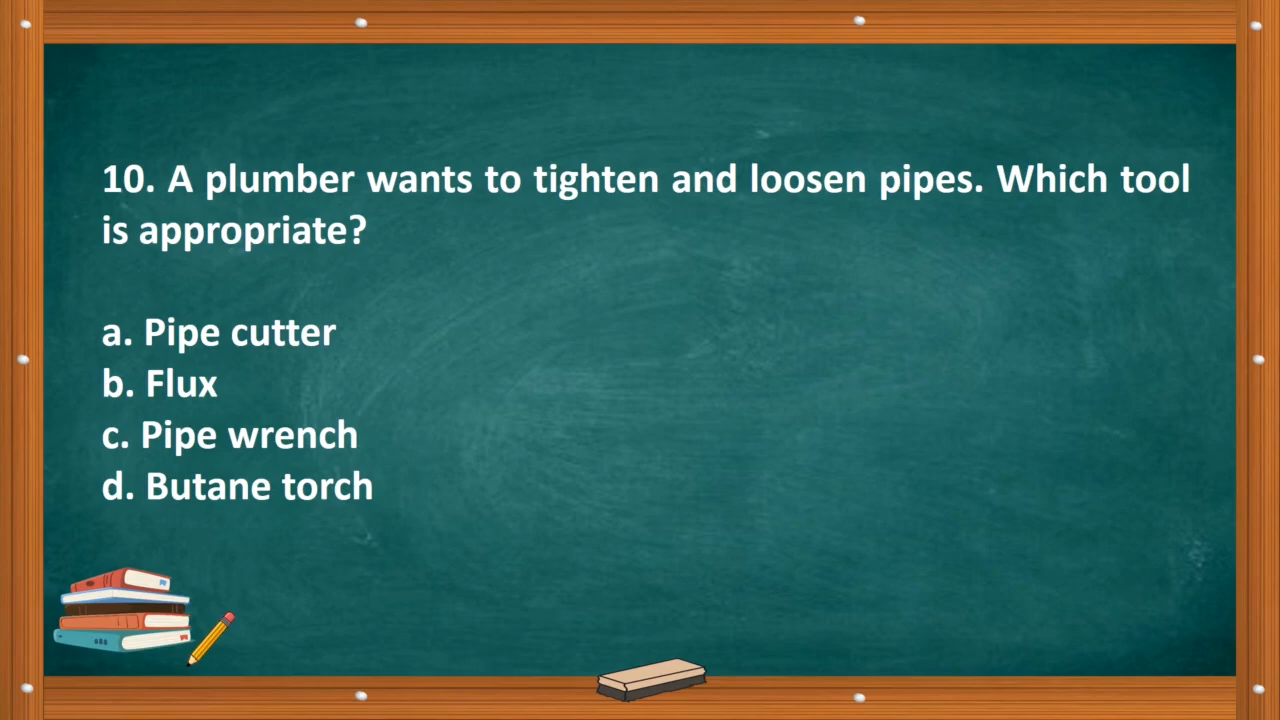 10. A plumber wants to tighten and loosen pipes. Which tool
is appropriate?
a. Pipe cutter
b. Flux
c. Pipe wrench
d. Butane torch